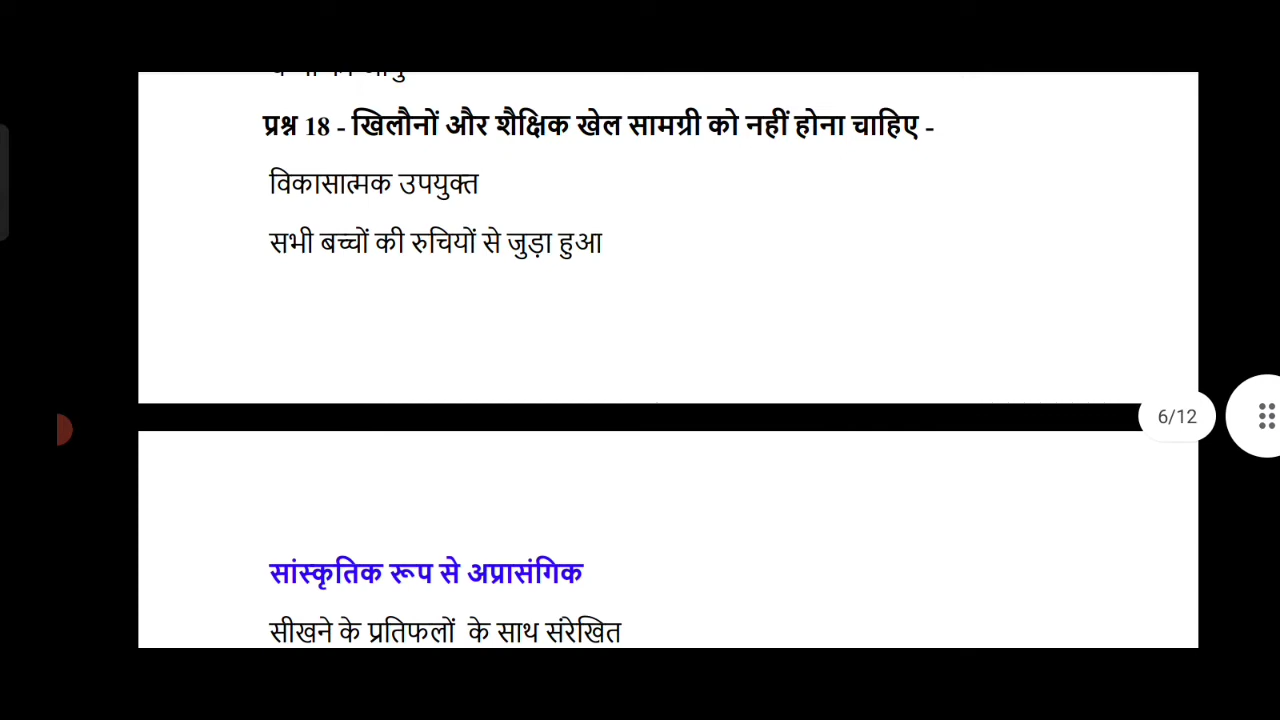 प्रश्न 18 - खिलौनों और शैक्षिक खेल सामग्री को नहीं होना चाहिए -
विकासात्मक उपयुक्त
सभी बच्चों की रुचियों से जुड़ा हुआ
6/12
सांस्कृतिक रूप से अप्रासंगिक
सीखने के प्रतिफलों के साथ संरेखित